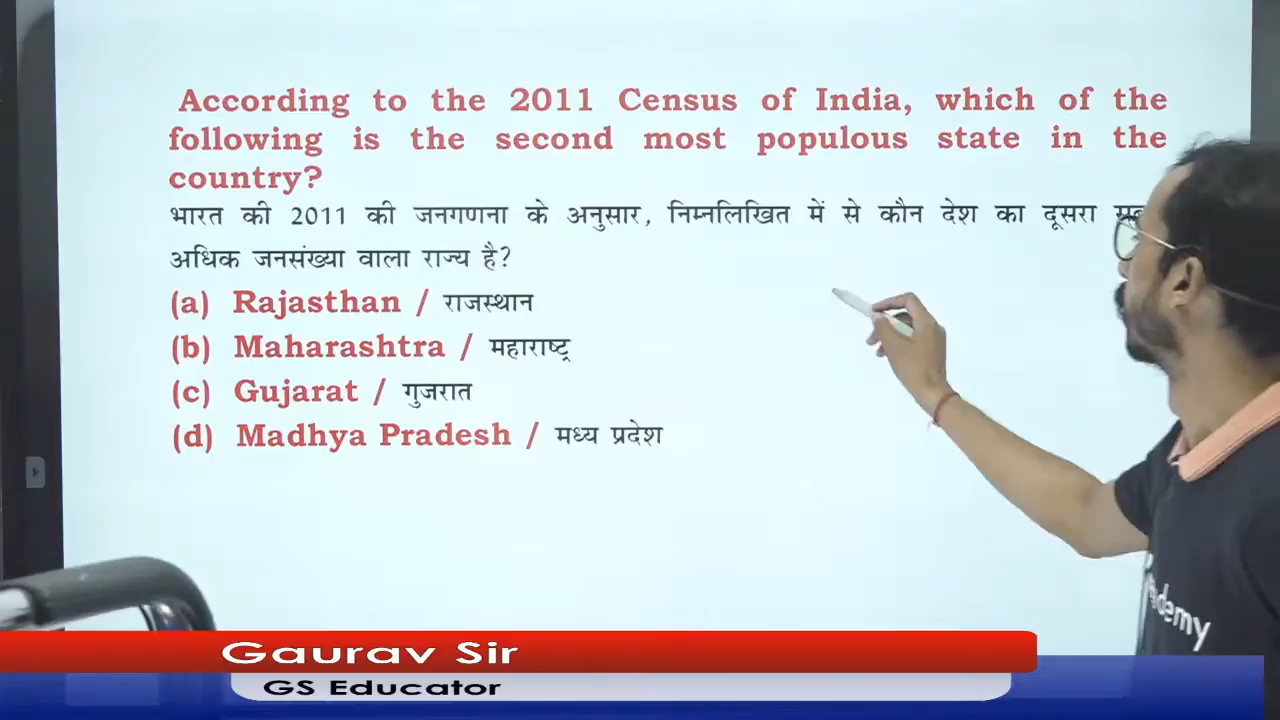 According to the 2011 Census of India, which of the
following is the second most populous state in the
country?
भारत की 2011 की जनगणना के अनुसार, निम्नलिखित में से कौन देश का दूसरा
अधिक जनसंख्या वाला राज्य है?
(a) Rajasthan / राजस्थान
(b) Maharashtra / महाराष्ट्र
(c) Gujarat / गुजरात
(d) Madhya Pradesh / मध्य प्रदेश
Gaurav Sir
GS Educator